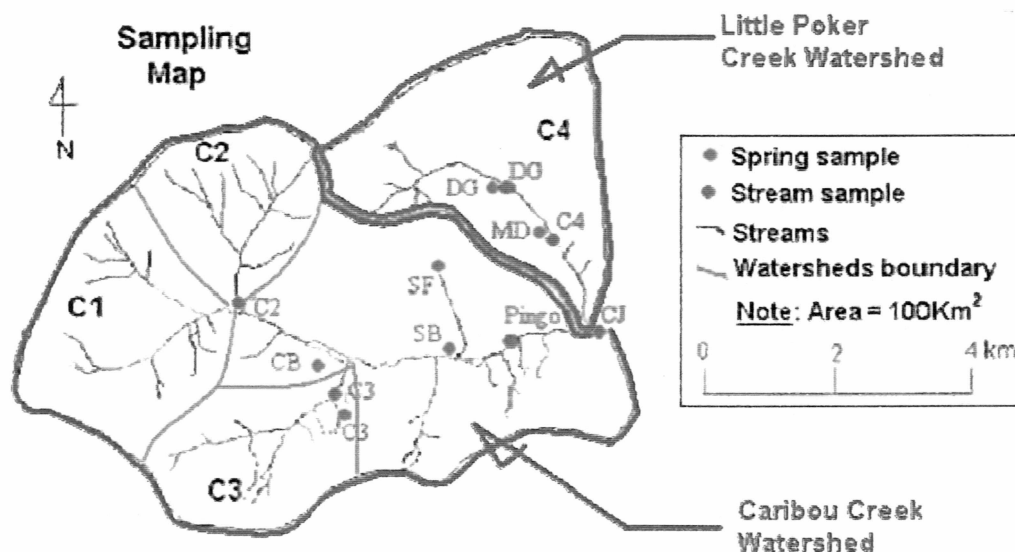 Sampling
Map
N
Little Poker
Creek Watershed
C2
C4
DG
DG
MD
C4
C1
C2
SF
Pingo
CJ
SB
CB
C3
C3
C3
Spring sample
Stream sample
Streams
Watersheds boundary
Note: Area = 100Km²
0 2 4 km
Caribou Creek
Watershed